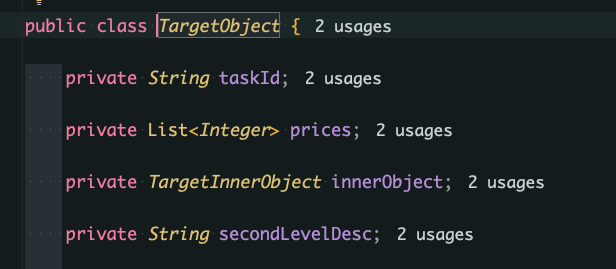 public class TargetObject { 2 usages
private String taskId; 2 usages
private List<Integer> prices; 2 usages
private TargetInnerObject innerObject; 2 usages
private String secondLevelDesc; 2 usages